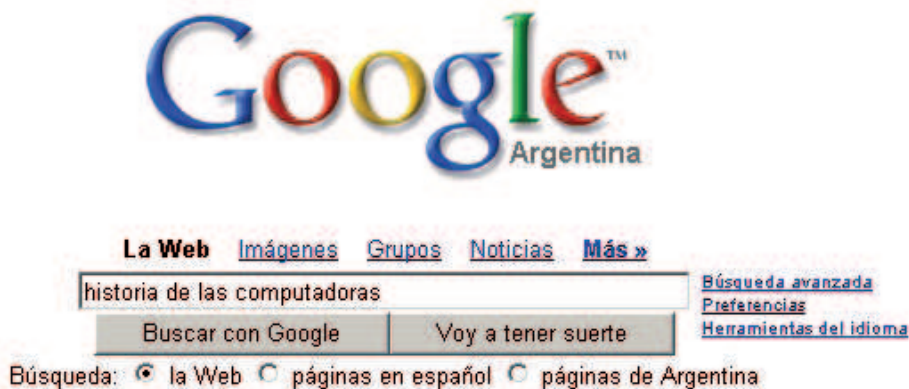 Google™
Argentina
La Web Imágenes Grupos Noticias Más »
historia de las computadoras
Búsqueda avanzada
Preferencias
Herramientas del idioma
Buscar con Google Voy a tener suerte
Búsqueda: la Web páginas en español páginas de Argentina